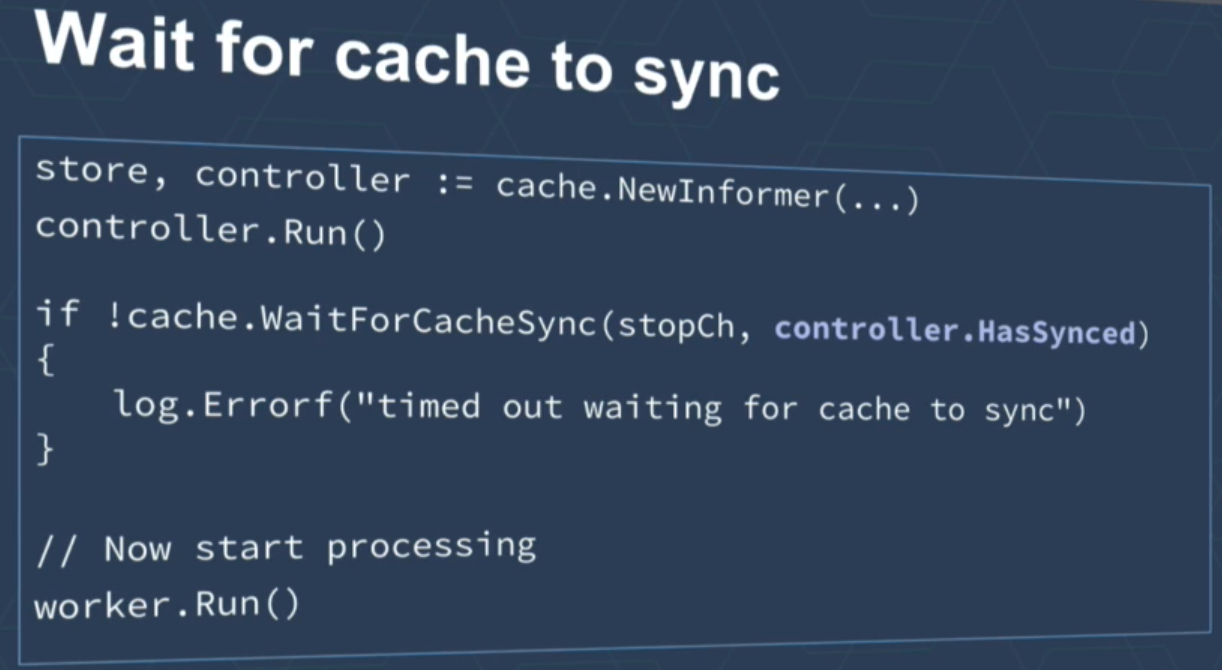 Wait for cache to sync
store, controller := cache.NewInformer(...)
controller.Run()
if !cache.WaitForCacheSync(stopCh, controller.HasSynced)
{
log.Errorf("timed out waiting for cache to sync")
}
// Now start processing
worker.Run()